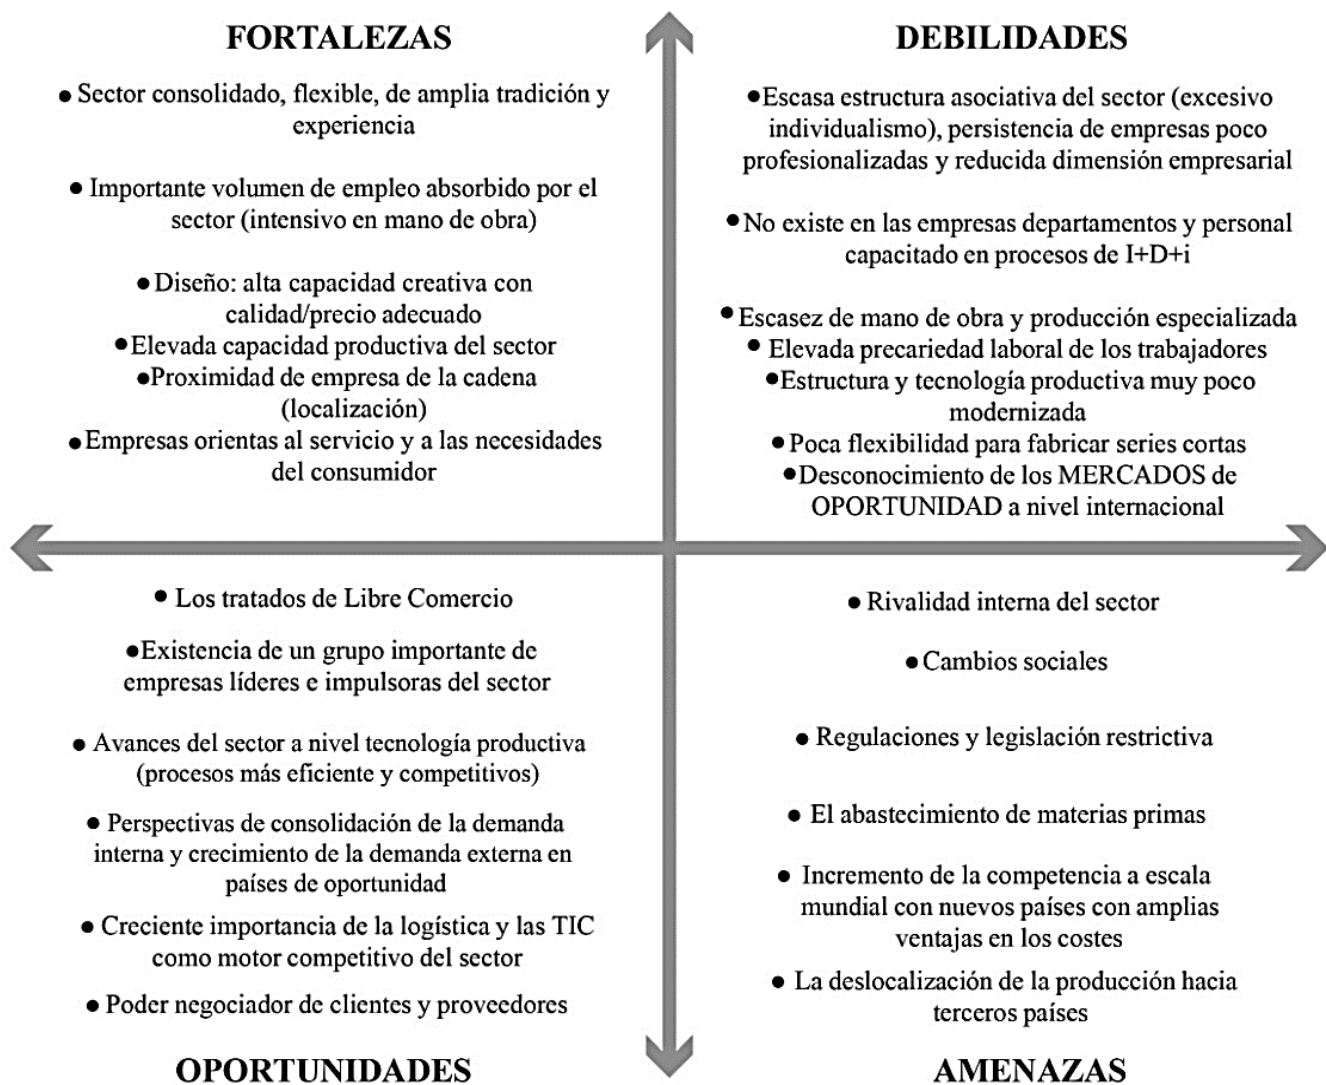 FORTALEZAS
● Sector consolidado, flexible, de amplia tradición y
experiencia
● Importante volumen de empleo absorbido por el
sector (intensivo en mano de obra)
● Diseño: alta capacidad creativa con
calidad/precio adecuado
● Elevada capacidad productiva del sector
● Proximidad de empresa de la cadena
(localización)
● Empresas orientas al servicio y a las necesidades
del consumidor
DEBILIDADES
● Escasa estructura asociativa del sector (excesivo
individualismo), persistencia de empresas poco
profesionalizadas y reducida dimensión empresarial
● No existe en las empresas departamentos y personal
capacitado en procesos de I+D+i
● Escasez de mano de obra y producción especializada
● Elevada precariedad laboral de los trabajadores
● Estructura y tecnología productiva muy poco
modernizada
● Poca flexibilidad para fabricar series cortas
● Desconocimiento de los MERCADOS de
OPORTUNIDAD a nivel internacional
● Los tratados de Libre Comercio
● Existencia de un grupo importante de
empresas líderes e impulsoras del sector
● Avances del sector a nivel tecnología productiva
(procesos más eficiente y competitivos)
● Perspectivas de consolidación de la demanda
interna y crecimiento de la demanda externa en
países de oportunidad
● Creciente importancia de la logística y las TIC
como motor competitivo del sector
● Poder negociador de clientes y proveedores
OPORTUNIDADES
● Rivalidad interna del sector
● Cambios sociales
● Regulaciones y legislación restrictiva
● El abastecimiento de materias primas
● Incremento de la competencia a escala
mundial con nuevos países con amplias
ventajas en los costes
● La deslocalización de la producción hacia
terceros países
AMENAZAS